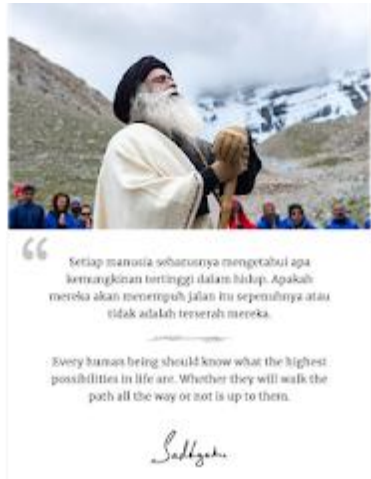 Setiap manusia seharusnya mengetahui apa
kemungkinan tertinggi dalam hidup. Apakah
mereka akan menempuh jalan itu sepenuhnya atau
tidak adalah terserah mereka.
Every human being should know what the highest
possibilities in life are. Whether they will walk the
path all the way or not is up to them.
Sadhguru